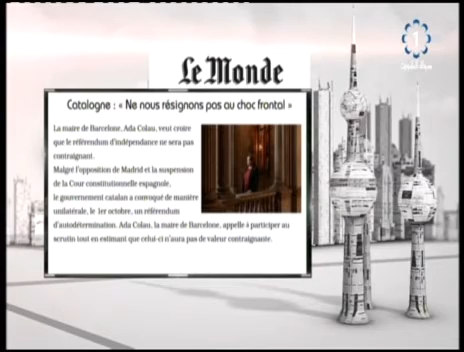 1
Le Monde
Catalogne : « Ne nous résignons pas au choc frontal »
La maire de Barcelone, Ada Colau, veut croire
que le référendum d'indépendance ne sera pas
contraignant.
Malgré l'opposition de Madrid et la suspension
de la Cour constitutionnelle espagnole,
le gouvernement catalan a convoqué de manière
unilatérale, le 1er octobre, un référendum
d'autodétermination. Ada Colau, la maire de Barcelone, appelle à participer au
scrutin tout en estimant que celui-ci n'aura pas de valeur contraignante.